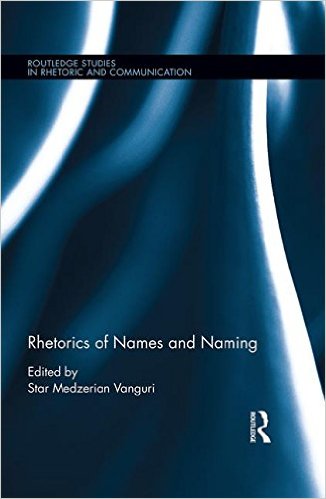 ROUTLEDGE STUDIES
IN RHETORIC AND COMMUNICATION
Rhetorics of Names and Naming
Edited by
Star Medzerian Vanguri
ROUTLEDGE